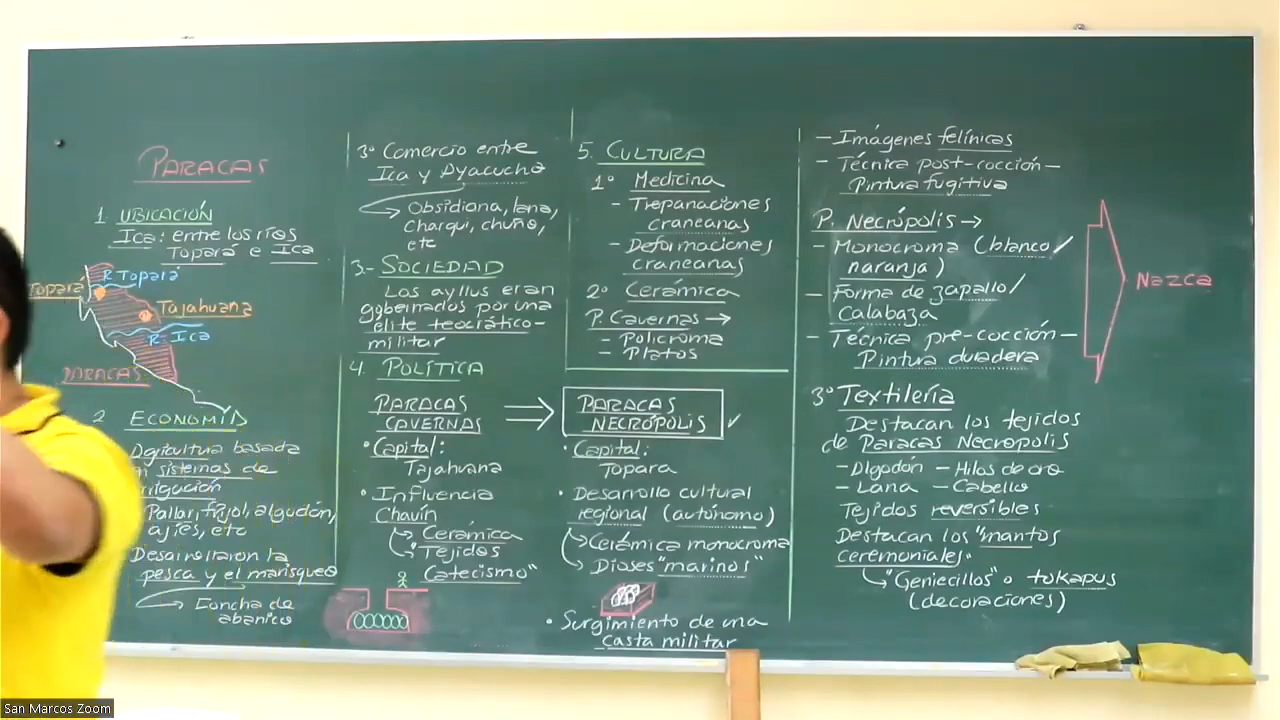 PARACAS
1. UBICACIÓN
Ica: entre los ríos
Topará e Ica
R. Topará
Topará
Tajahuana
R. Ica
PARACAS
2 ECONOMÍA
Agricultura basada
sistemas de
Pallar, frijol, algodón,
ajíes, etc
Desarrollaron la
pesca y el marisqueo
Concha de
abanico
3° Comercio entre
Ica y Ayacucho
Obsidiana, lana,
charqui, chuño,
etc
3.- SOCIEDAD
Los ayllus eran
gobernados por una
élite teocrático-
militar
4. POLÍTICA
PARACAS
CAVERNAS
• Capital:
Tajahuana
• Influencia
Chavín
Cerámica
Tejidos
Catecismo"
PARACAS
NECRÓPOLIS
• Capital:
Topara
• Desarrollo cultural
regional (autónomo)
Cerámica monocroma
Dioses "marinos"
• Surgimiento de una
casta militar
5. CULTURA
1° Medicina
- Trepanaciones
craneanas
- Deformaciones
craneanas
2° Cerámica
P. Cavernas →
- Policroma
- Platos
- Imágenes felínicas
- Técnica post-cocción-
Pintura fugitiva
P. Necrópolis →
- Monocroma (blanco/
naranja)
- Forma de zapallo/
Calabaza
- Técnica pre-cocción-
Pintura duradera
3° Textilería
Destacan los tejidos
de Paracas Necropolis
- Algodón - Hilos de oro
- Lana - Cabello
Tejidos reversibles
Destacan los "mantos
ceremoniales"
"Geniecillos" o tokapus
(decoraciones)
Nazca
San Marcos Zoom